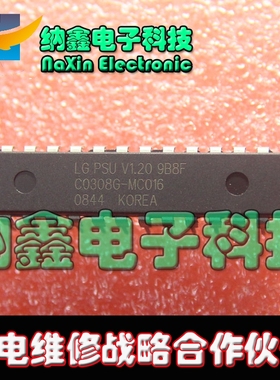 纳鑫电子科技
NaXin Electronic
LG PSU V1.20 9B8F
C0308G-MC016
0844 KOREA
纳鑫电子科技
电维修战略合作伙